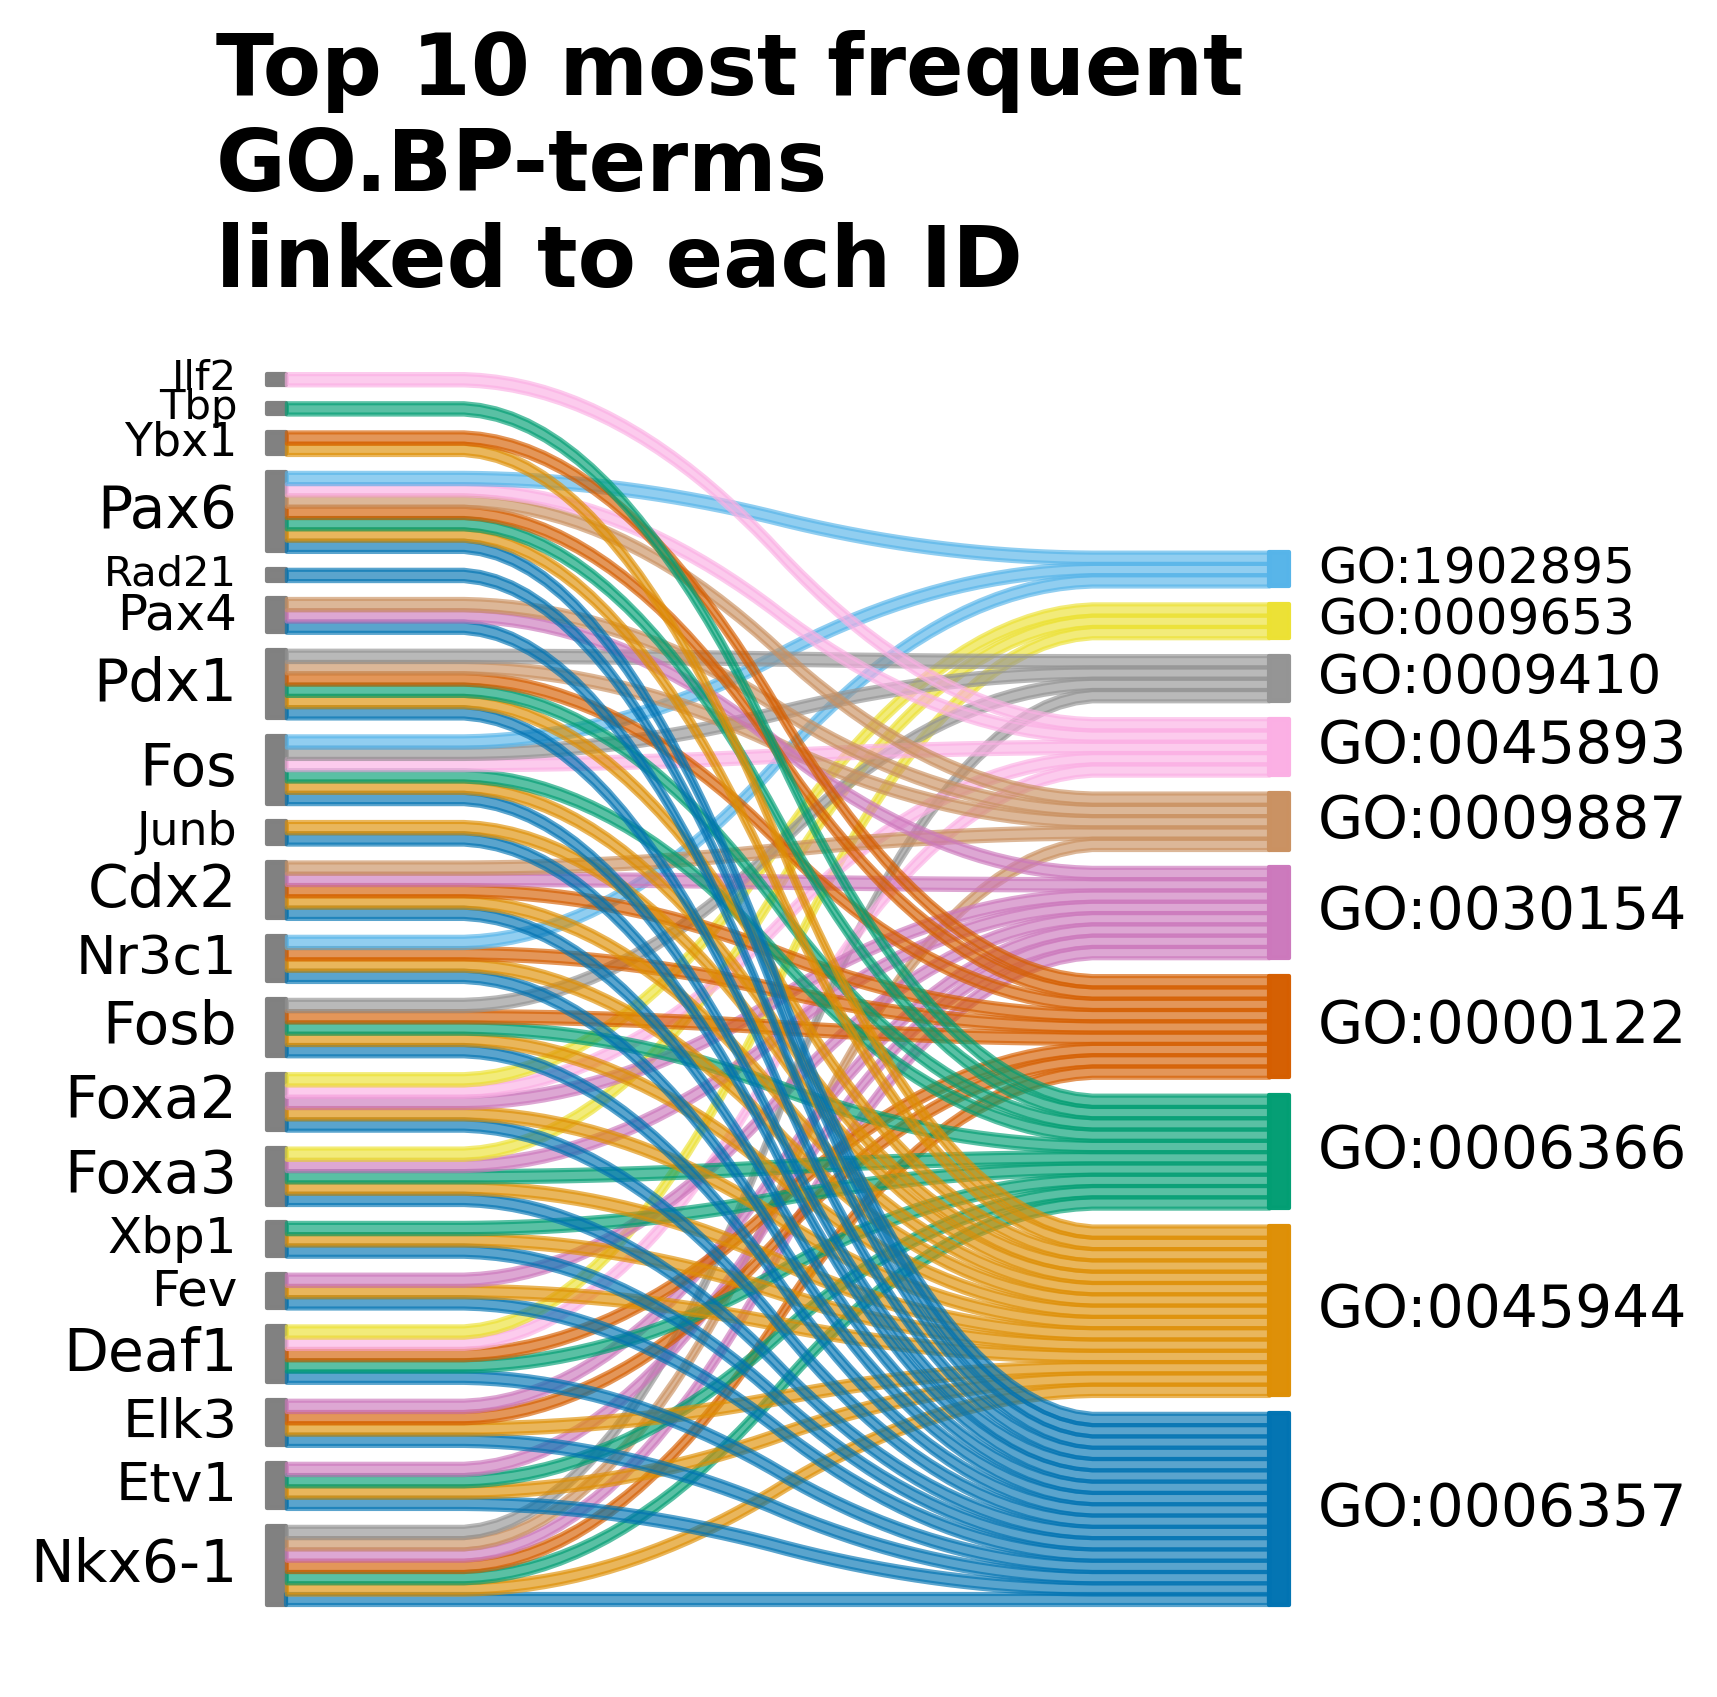 Top 10 most frequent
GO.BP-terms
linked to each ID
Ilf2
Tbp
Ybx1
Pax6
Rad21
Pax4
Pdx1
Fos
Junb
Cdx2
Nr3c1
Fosb
Foxa2
Foxa3
Xbp1
Fev
Deaf1
Elk3
Etv1
Nkx6-1
GO:1902895
GO:0009653
GO:0009410
GO:0045893
GO:0009887
GO:0030154
GO:0000122
GO:0006366
GO:0045944
GO:0006357